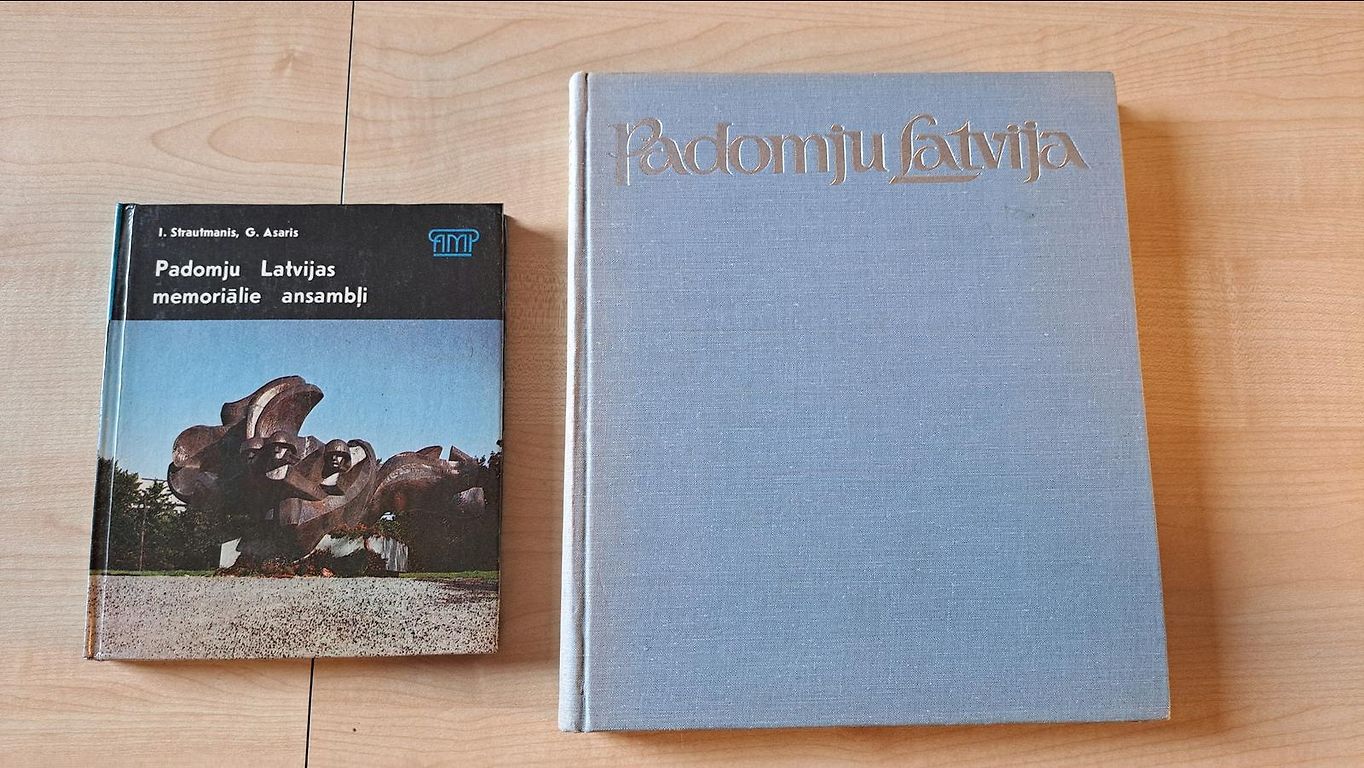 I. Strautmanis, G. Asaris
AMP
Padomju Latvijas
memoriālie ansambļi
Padomju Latvija